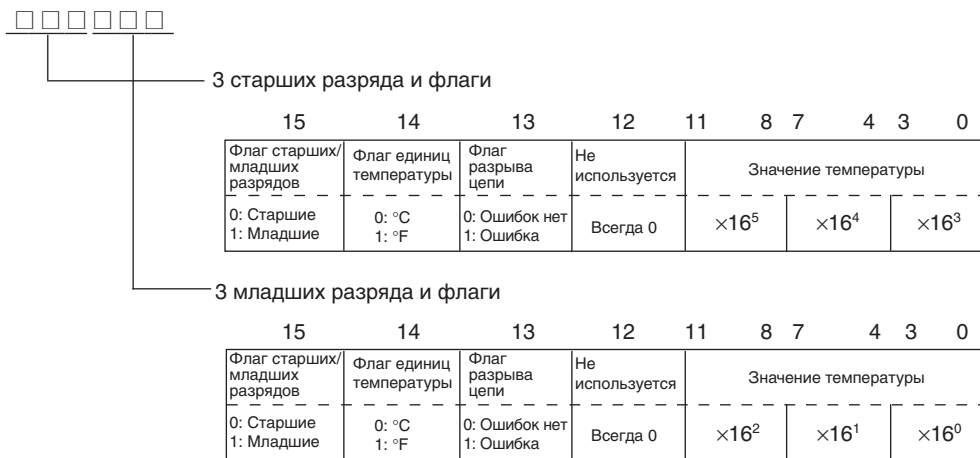 □□□□□□
3 старших разряда и флаги
15 14 13 12 11 8 7 4 3 0
Флаг старших/ младших разрядов Флаг единиц температуры Флаг разрыва цепи Не используется Значение температуры
0: Старшие 1: Младшие 0: °C 1: °F 0: Ошибок нет 1: Ошибка Всегда 0 ×16⁵ ×16⁴ ×16³
3 младших разряда и флаги
15 14 13 12 11 8 7 4 3 0
Флаг старших/ младших разрядов Флаг единиц температуры Флаг разрыва цепи Не используется Значение температуры
0: Старшие 1: Младшие 0: °C 1: °F 0: Ошибок нет 1: Ошибка Всегда 0 ×16² ×16¹ ×16⁰